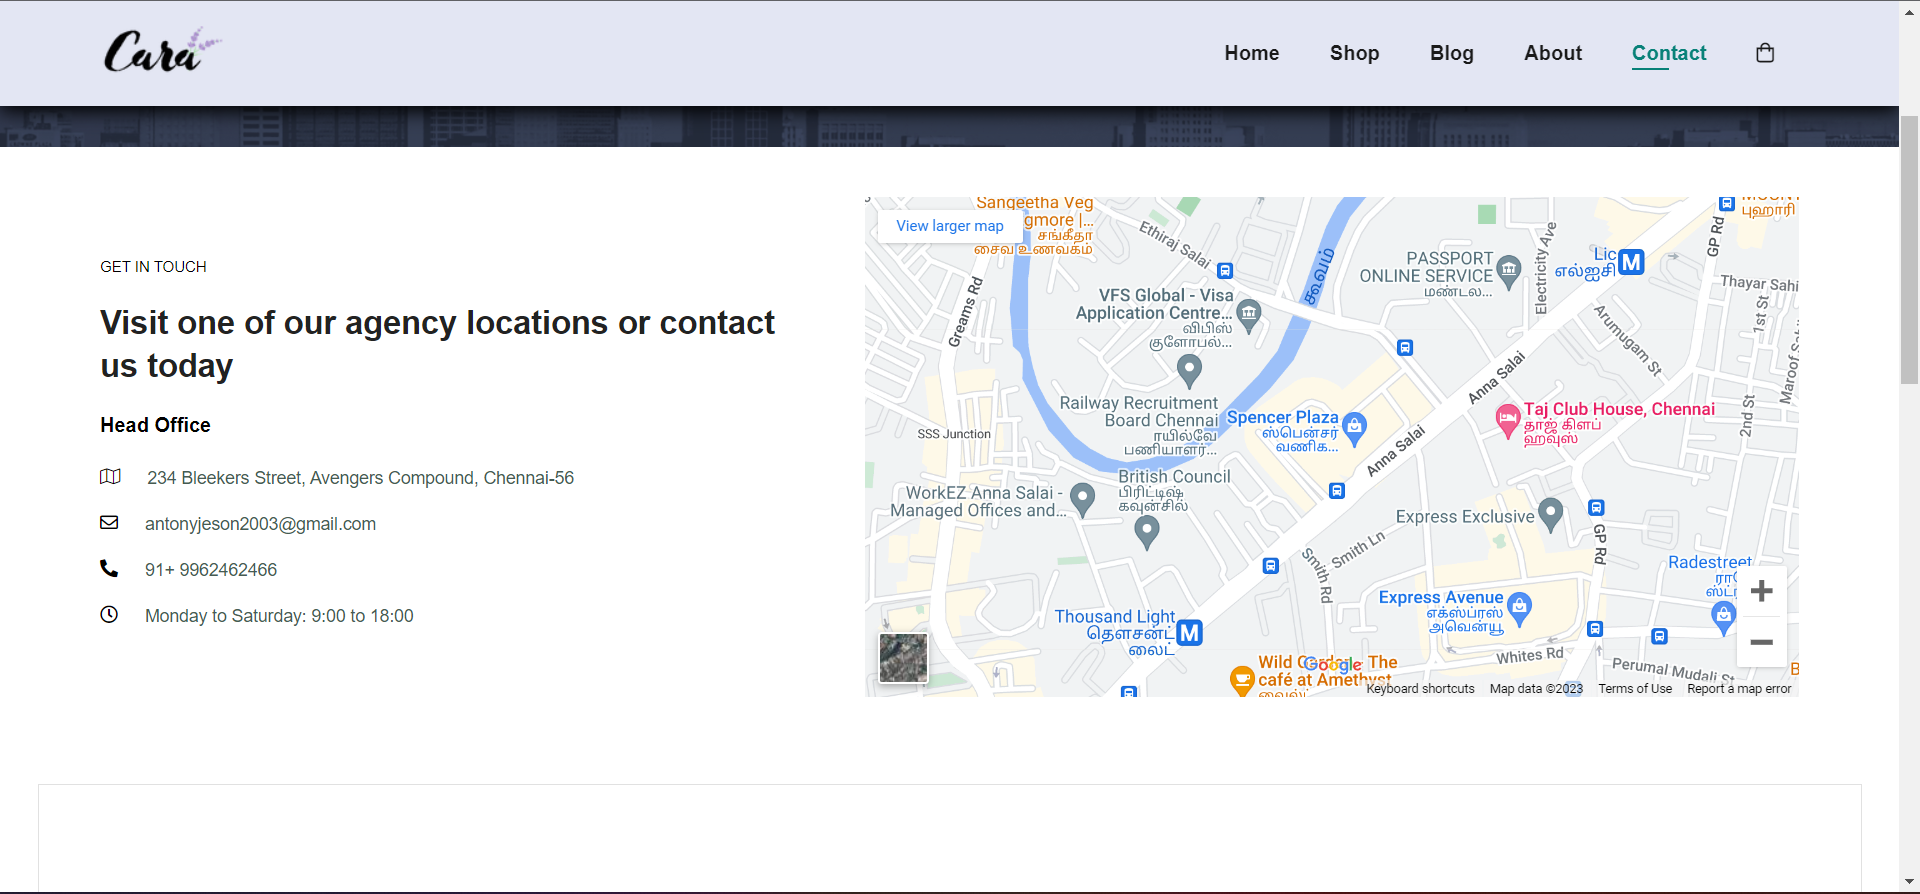 Cara
Home Shop Blog About Contact
GET IN TOUCH
Visit one of our agency locations or contact
us today
Head Office
234 Bleekers Street, Avengers Compound, Chennai-56
antonyjeson2003@gmail.com
91+ 9962462466
Monday to Saturday: 9:00 to 18:00
View larger map
Sangeetha Veg
gmore |...
சங்கீதா
சைவ உணவகம்
Ethiraj Salai
கூவம்
Greams Rd
VFS Global - Visa
Application Centre...
விபிஸ்
குளோபல்...
PASSPORT
ONLINE SERVICE
மண்டல...
Electricity Ave
Lic
எல்ஐசி
M
GP Rd
புஹாரி
Thayar Sahi
1st St
Arumugam St
2nd St
Railway Recruitment
Board Chennai
ரயில்வே
பணியாளர்...
SSS Junction
Spencer Plaza
ஸ்பென்சர்
வணிக...
Anna Salai
Anna Salai
Taj Club House, Chennai
தாஜ் கிளப்
ஹவுஸ்
British Council
பிரிட்டிஷ்
கவுன்சில்
WorkEZ Anna Salai -
Managed Offices and...
Express Exclusive
GP Rd
Smith Ln
Smith Rd
Radestreet
Express Avenue
எக்ஸ்ப்ரஸ்
அவென்யூ
Thousand Light
தௌசண்ட்
லைட்
M
Whites Rd
Perumal Mudali St
Wild Garden The
café at Amethyst
Google
Keyboard shortcuts Map data ©2023 Terms of Use Report a map error